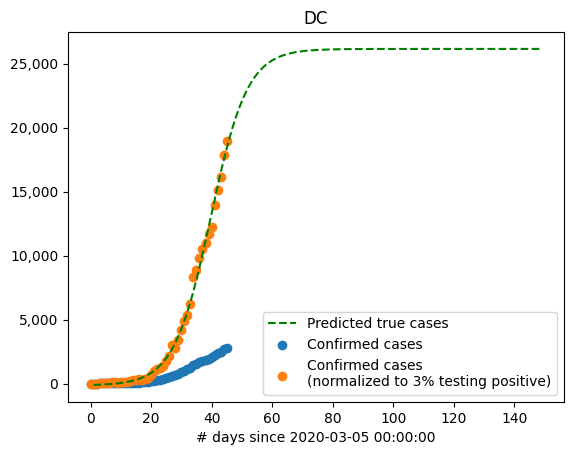 DC
25,000
20,000
15,000
10,000
5,000
0
Predicted true cases
Confirmed cases
Confirmed cases
(normalized to 3% testing positive)
0 20 40 60 80 100 120 140
# days since 2020-03-05 00:00:00